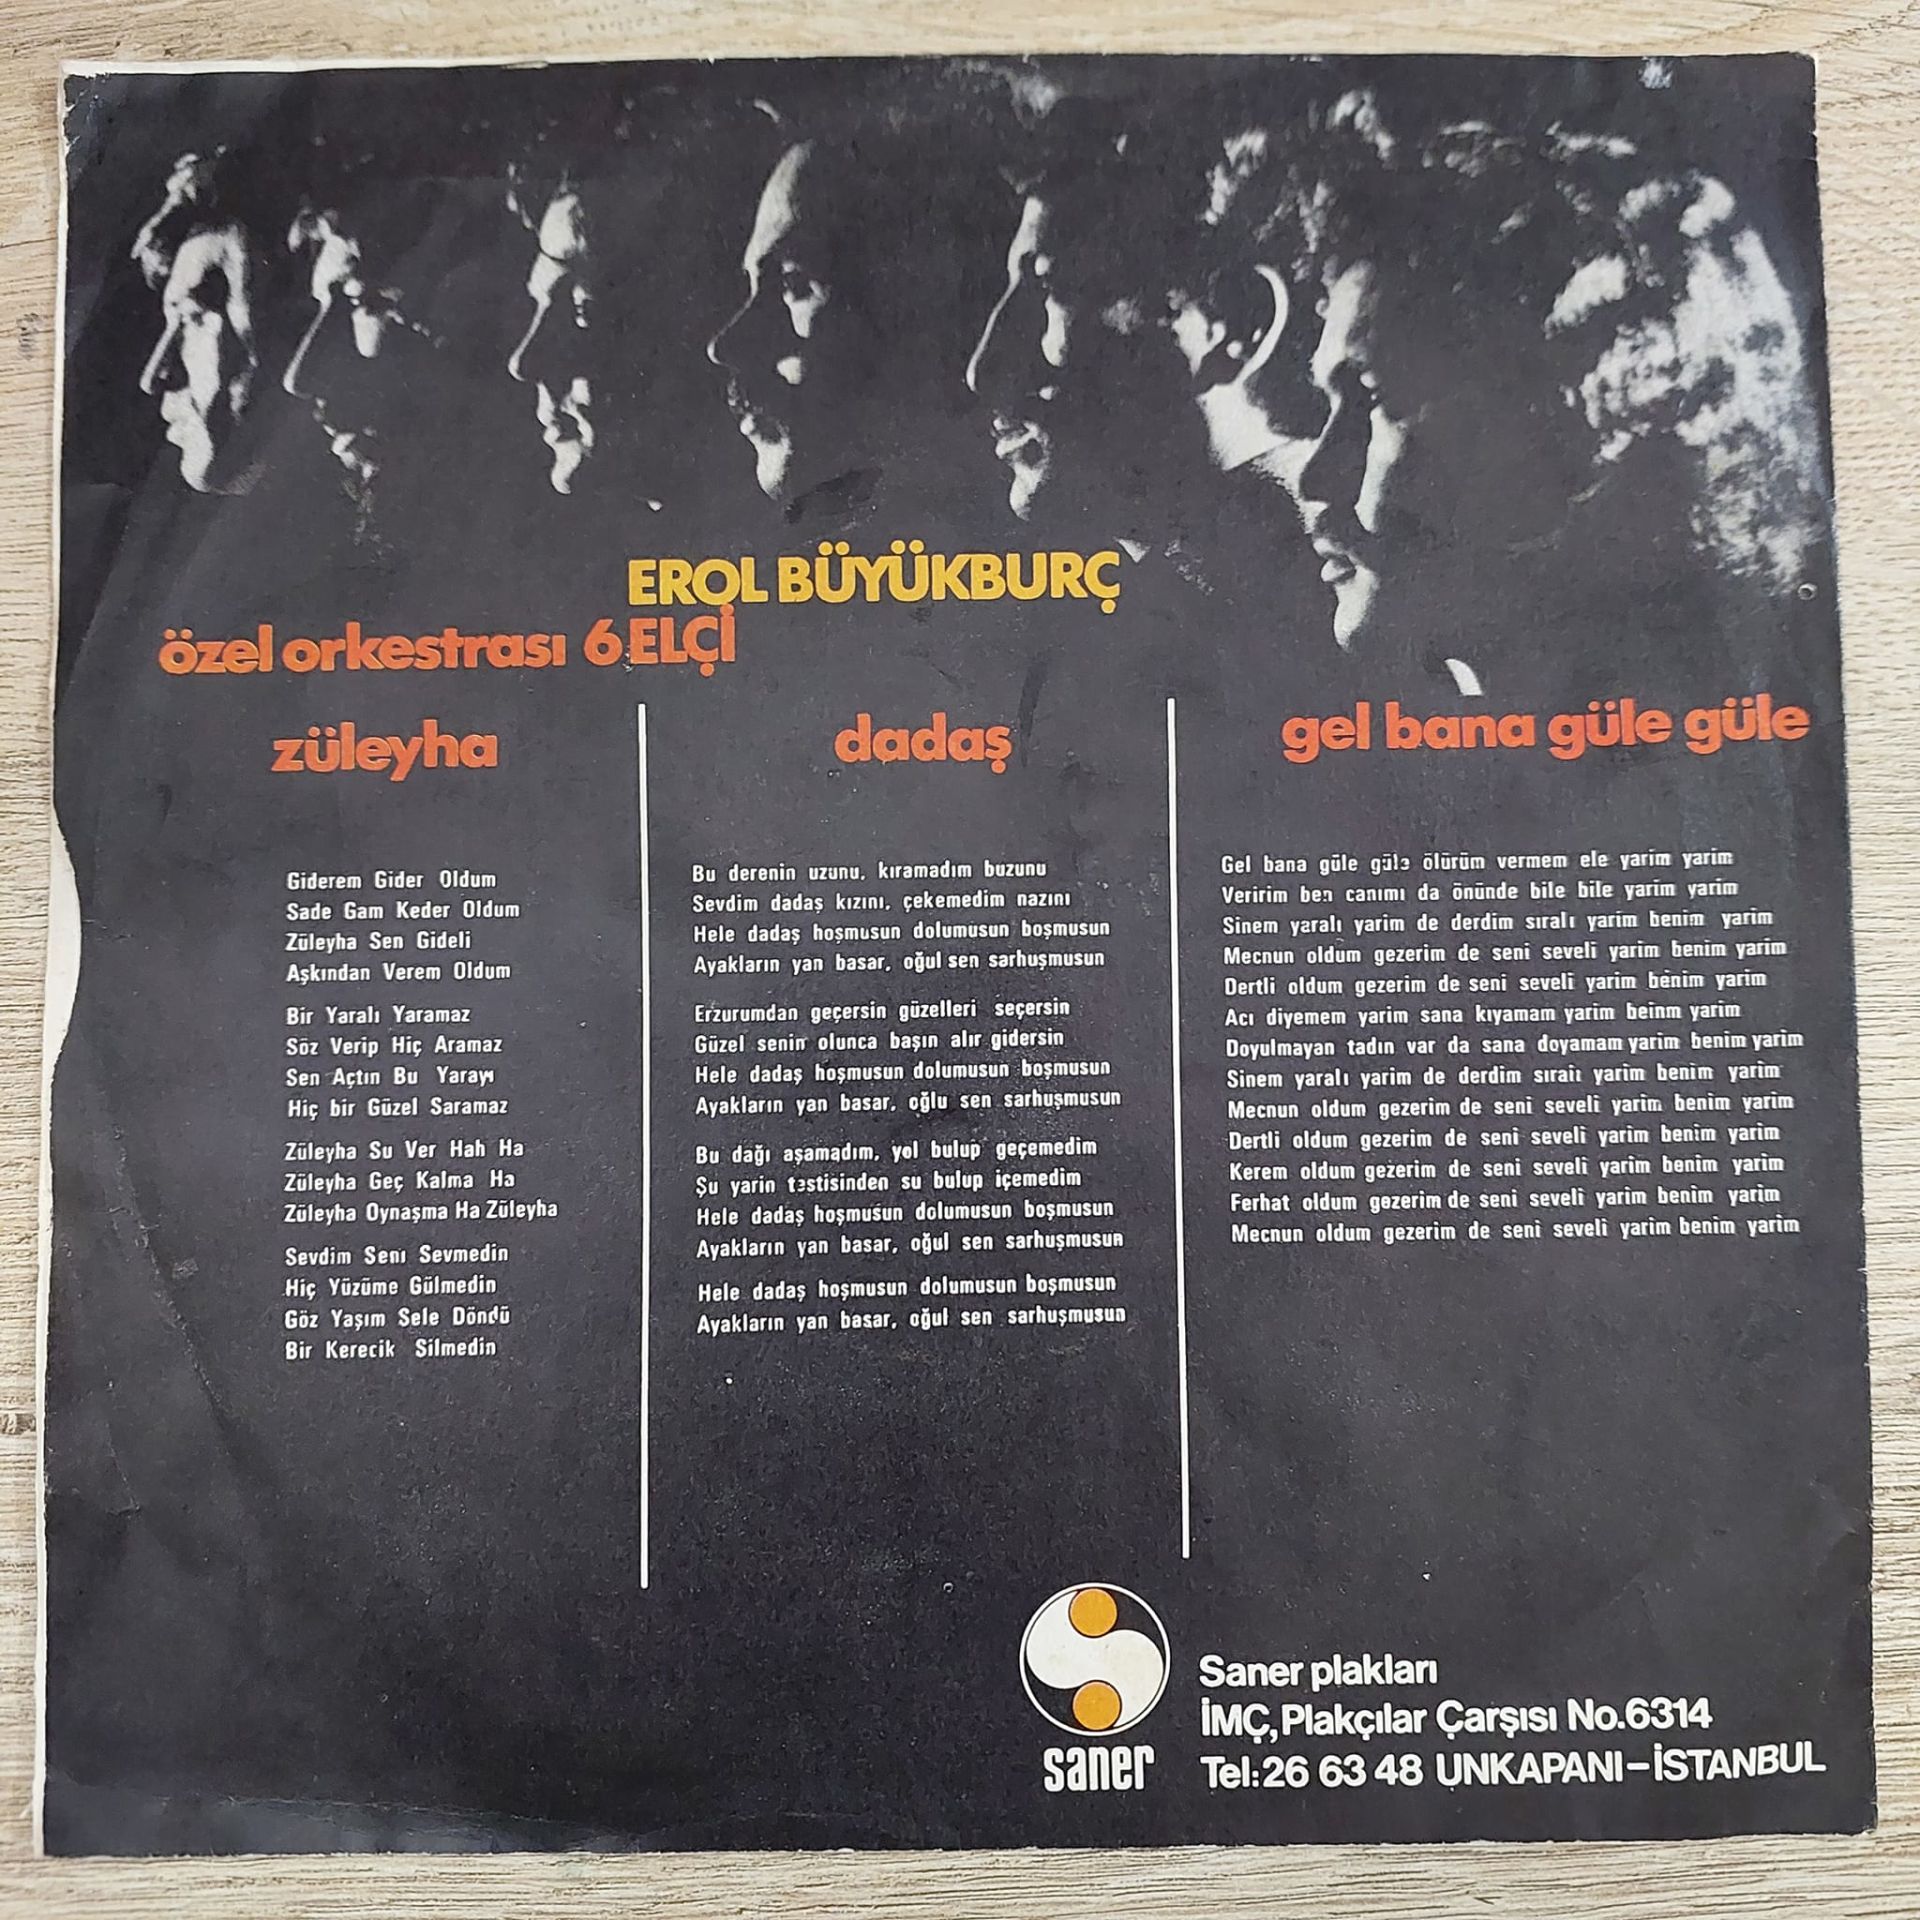 EROL BÜYÜKBURÇ
özel orkestrası 6 ELÇİ
züleyha
Giderem Gider Oldum
Sade Gam Keder Oldum
Züleyha Sen Gideli
Aşkından Verem Oldum
Bir Yaralı Yaramaz
Söz Verip Hiç Aramaz
Sen Açtın Bu Yarayı
Hiç bir Güzel Saramaz
Züleyha Su Ver Hah Ha
Züleyha Geç Kalma Ha
Züleyha Oynaşma Ha Züleyha
Sevdim Senı Sevmedin
Hiç Yüzüme Gülmedin
Göz Yaşım Sele Döndü
Bir Kerecik Silmedin
dadaş
Bu derenin uzunu, kıramadım buzunu
Sevdim dadaş kızını, çekemedim nazını
Hele dadaş hoşmusun dolumusun boşmusun
Ayakların yan basar, oğul sen sarhuşmusun
Erzurumdan geçersin güzelleri seçersin
Güzel senin olunca başın alır gidersin
Hele dadaş hoşmusun dolumusun boşmusun
Ayakların yan basar, oğlu sen sarhuşmusun
Bu dağı aşamadım, yol bulup geçemedim
Şu yarin testisinden su bulup içemedim
Hele dadaş hoşmusun dolumusun boşmusun
Ayakların yan basar, oğul sen sarhuşmusun
Hele dadaş hoşmusun dolumusun boşmusun
Ayakların yan basar, oğul sen sarhuşmusun
gel bana güle güle
Gel bana güle güle ölürüm vermem ele yarim yarim
Veririm ben canımı da önünde bile bile yarim yarim
Sinem yaralı yarim de derdim sıralı yarim benim yarim
Mecnun oldum gezerim de seni seveli yarim benim yarim
Dertli oldum gezerim de seni seveli yarim benim yarim
Acı diyemem yarim sana kıyamam yarim beinm yarim
Doyulmayan tadın var da sana doyamam yarim benim yarim
Sinem yaralı yarim de derdim sıralı yarim benim yarim
Mecnun oldum gezerim de seni seveli yarim benim yarim
Dertli oldum gezerim de seni seveli yarim benim yarim
Kerem oldum gezerim de seni seveli yarim benim yarim
Ferhat oldum gezerim de seni seveli yarim benim yarim
Mecnun oldum gezerim de seni seveli yarim benim yarim
saner
Saner plakları
İMÇ, Plakçılar Çarşısı No.6314
Tel:26 63 48 UNKAPANI-İSTANBUL